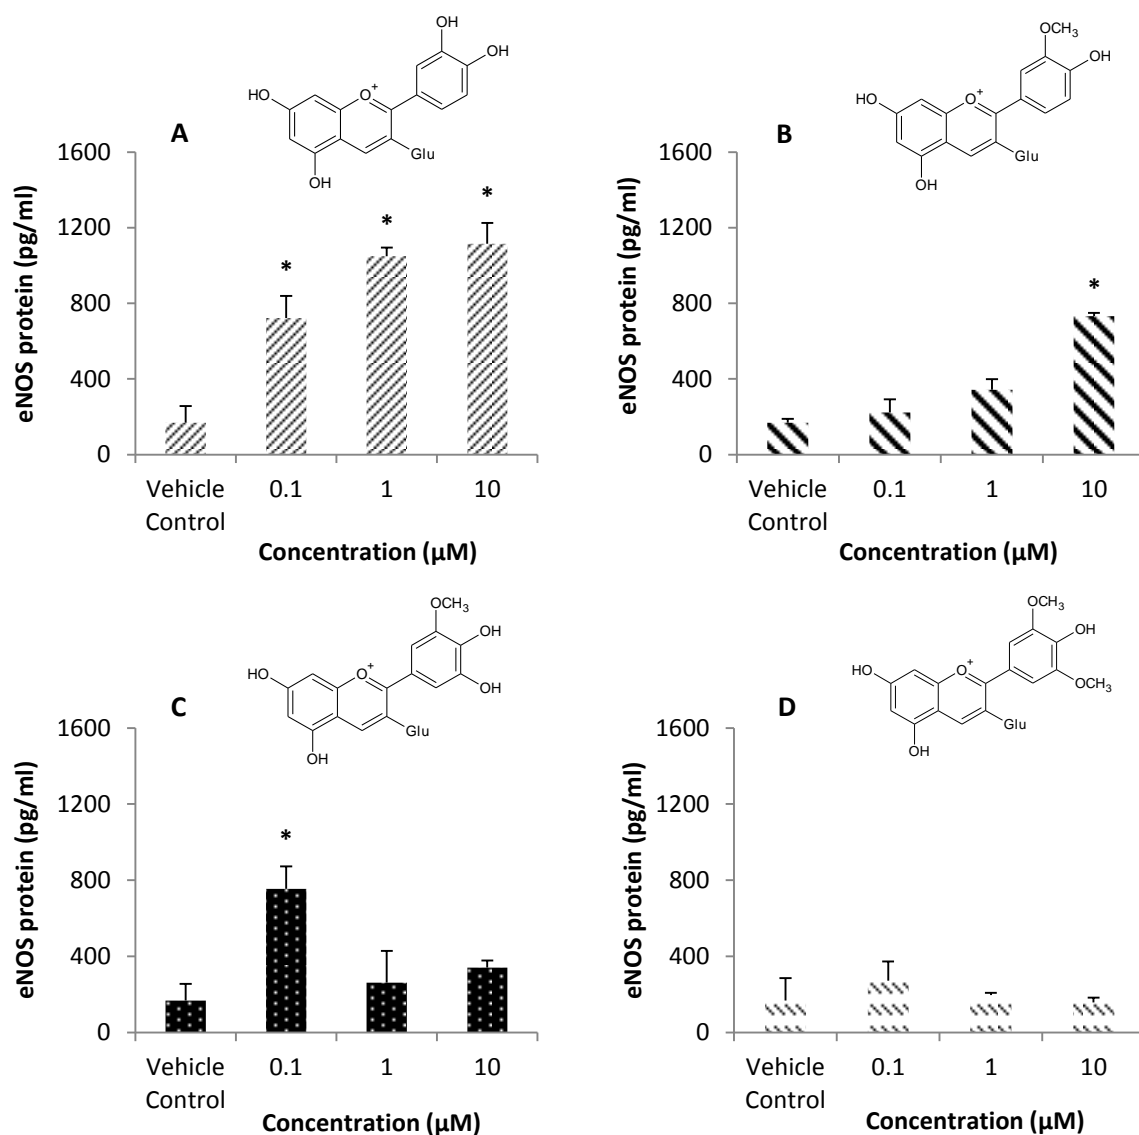 OH
OH
HO
O+
A
Glu
OH
OCH3
OH
HO
O+
B
Glu
OH
eNOS protein (pg/ml)
1600
1200
800
400
0
*
*
*
Vehicle Control
0.1
1
10
Concentration (µM)
eNOS protein (pg/ml)
1600
1200
800
400
0
*
Vehicle Control
0.1
1
10
Concentration (µM)
OCH3
OH
HO
O+
OH
C
Glu
OH
OCH3
OH
HO
O+
OCH3
D
Glu
OH
eNOS protein (pg/ml)
1600
1200
800
400
0
*
Vehicle Control
0.1
1
10
Concentration (µM)
eNOS protein (pg/ml)
1600
1200
800
400
0
Vehicle Control
0.1
1
10
Concentration (µM)